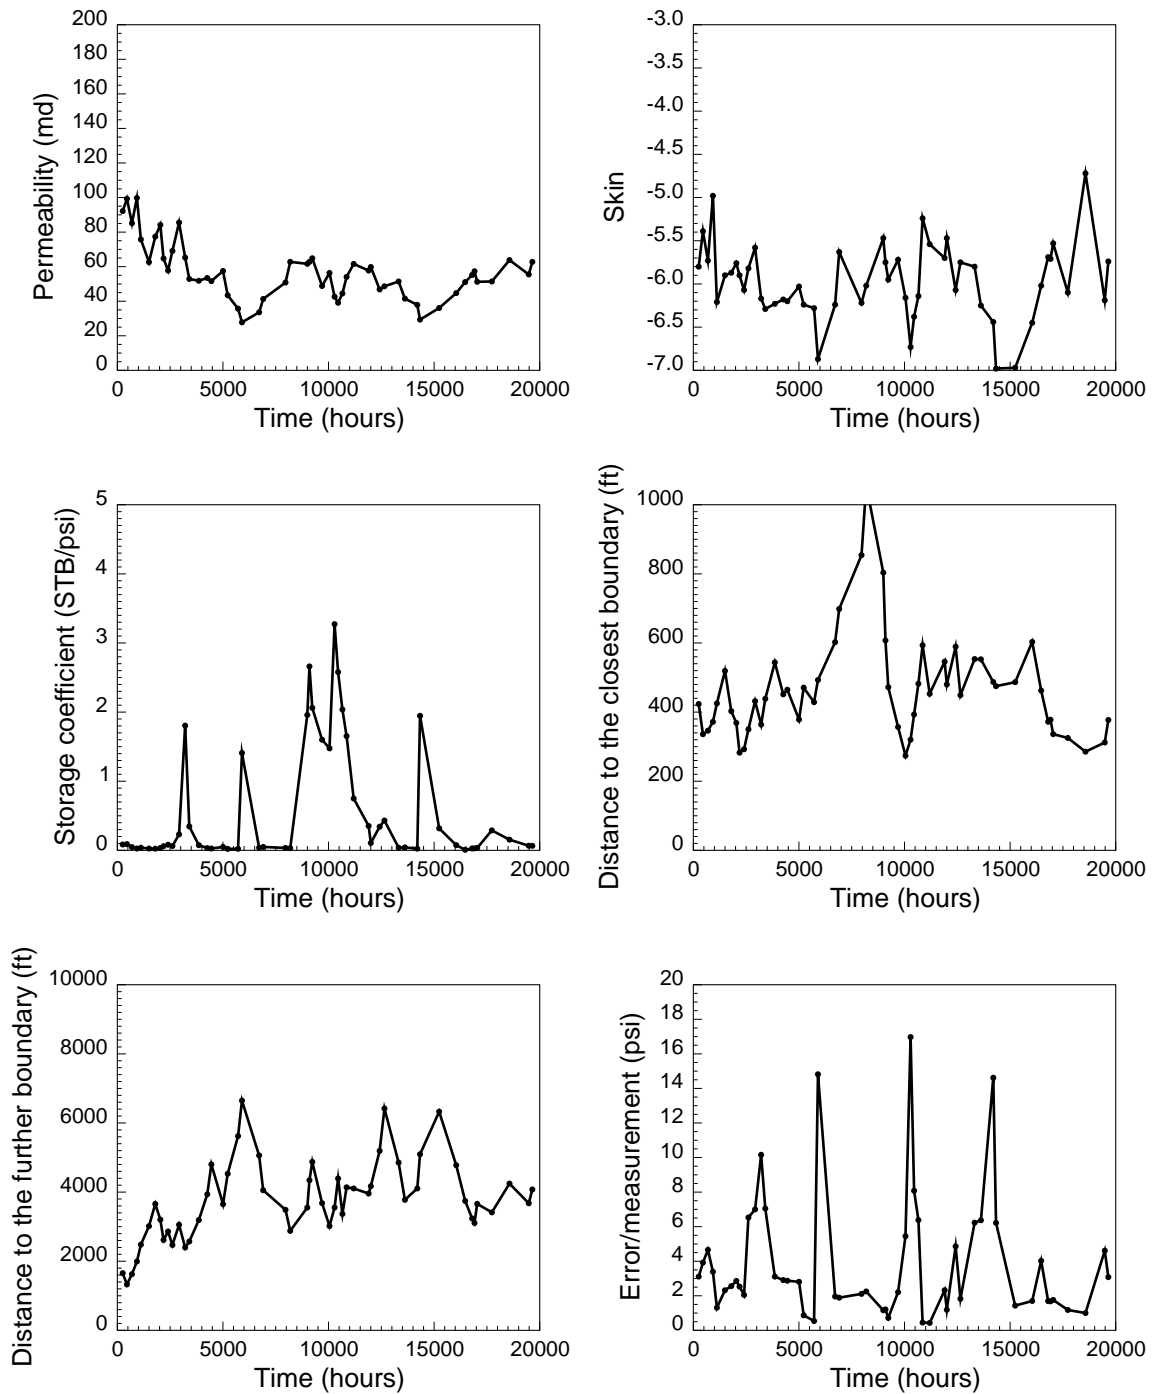 Permeability (md)
200
180
160
140
120
100
80
60
40
20
0
0 5000 10000 15000 20000
Time (hours)
Skin
-3.0
-3.5
-4.0
-4.5
-5.0
-5.5
-6.0
-6.5
-7.0
0 5000 10000 15000 20000
Time (hours)
Storage coefficient (STB/psi)
5
4
3
2
1
0
0 5000 10000 15000 20000
Time (hours)
Distance to the closest boundary (ft)
1000
800
600
400
200
0
0 5000 10000 15000 20000
Time (hours)
Distance to the further boundary (ft)
10000
8000
6000
4000
2000
0
0 5000 10000 15000 20000
Time (hours)
Error/measurement (psi)
20
18
16
14
12
10
8
6
4
2
0
0 5000 10000 15000 20000
Time (hours)